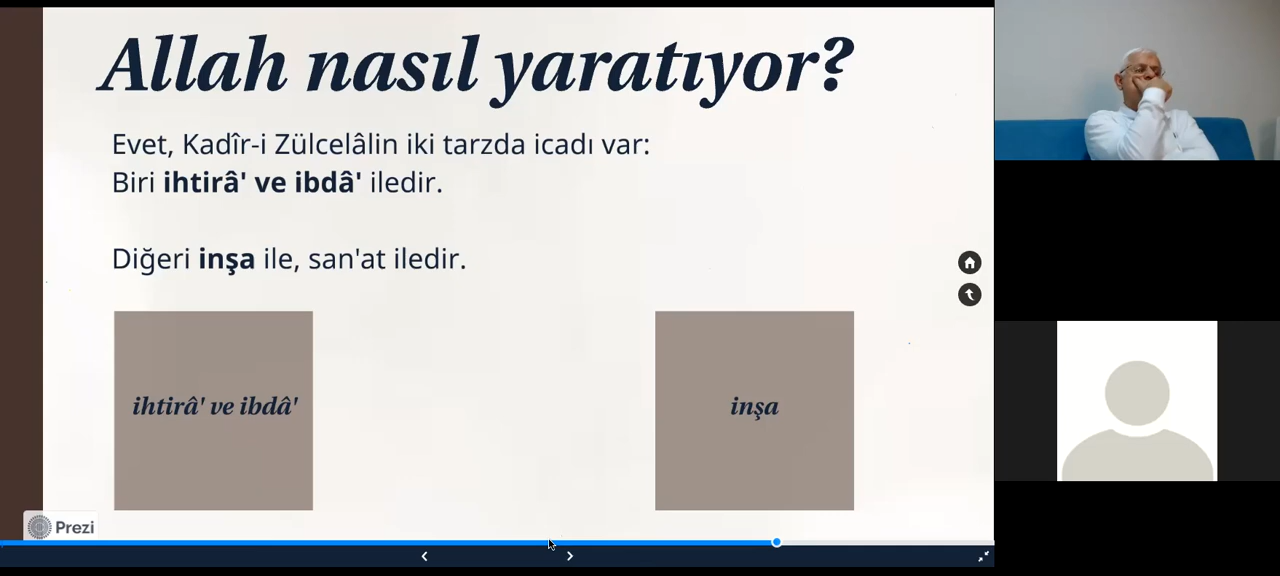 Allah nasıl yaratıyor?
Evet, Kadîr-i Zülcelâlin iki tarzda icadı var:
Biri ihtirâ' ve ibdâ' iledir.
Diğeri inşa ile, san'at iledir.
ihtirâ' ve ibdâ'
inşa
Prezi